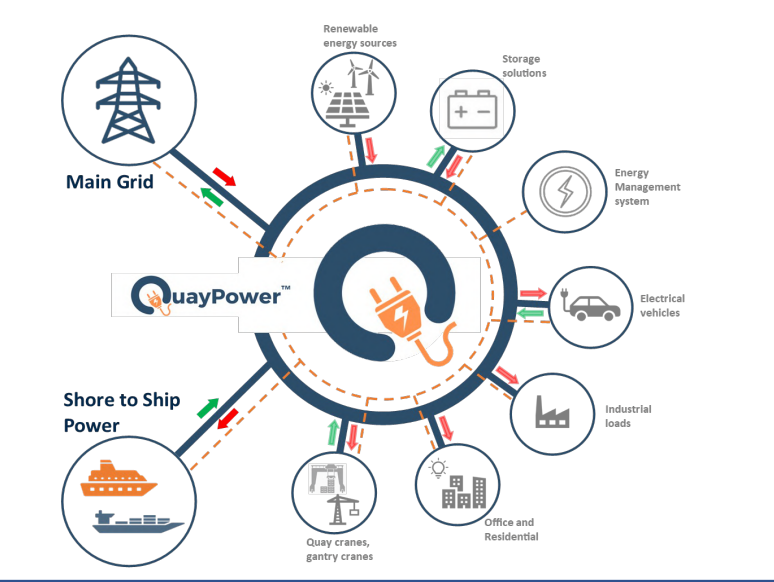 Renewable
energy sources
Storage
solutions
Main Grid
Energy
Management
system
QuayPower™
Electrical
vehicles
Shore to Ship
Power
Industrial
loads
Office and
Residential
Quay cranes,
gantry cranes